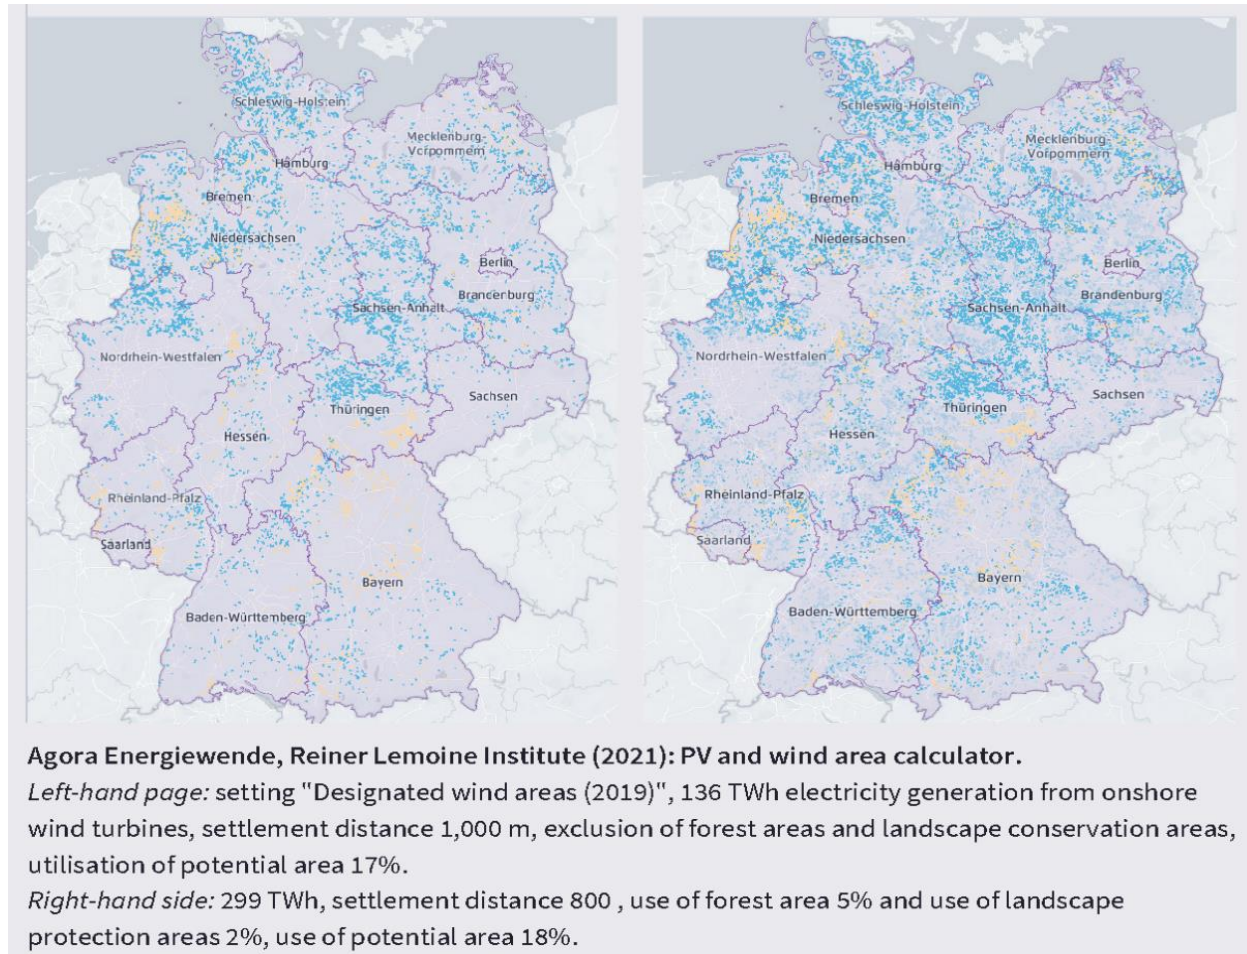 Schleswig-Holstein
Mecklenburg-
Vorpommern
Hamburg
Bremen
Niedersachsen
Berlin
Brandenburg
Sachsen-Anhalt
Nordrhein-Westfalen
Sachsen
Thüringen
Hessen
Rheinland-Pfalz
Saarland
Bayern
Baden-Württemberg
Schleswig-Holstein
Mecklenburg-
Vorpommern
Hamburg
Bremen
Niedersachsen
Berlin
Brandenburg
Sachsen-Anhalt
Nordrhein-Westfalen
Sachsen
Thüringen
Hessen
Rheinland-Pfalz
Saarland
Bayern
Baden-Württemberg
Agora Energiewende, Reiner Lemoine Institute (2021): PV and wind area calculator.
Left-hand page: setting "Designated wind areas (2019)", 136 TWh electricity generation from onshore
wind turbines, settlement distance 1,000 m, exclusion of forest areas and landscape conservation areas,
utilisation of potential area 17%.
Right-hand side: 299 TWh, settlement distance 800 , use of forest area 5% and use of landscape
protection areas 2%, use of potential area 18%.